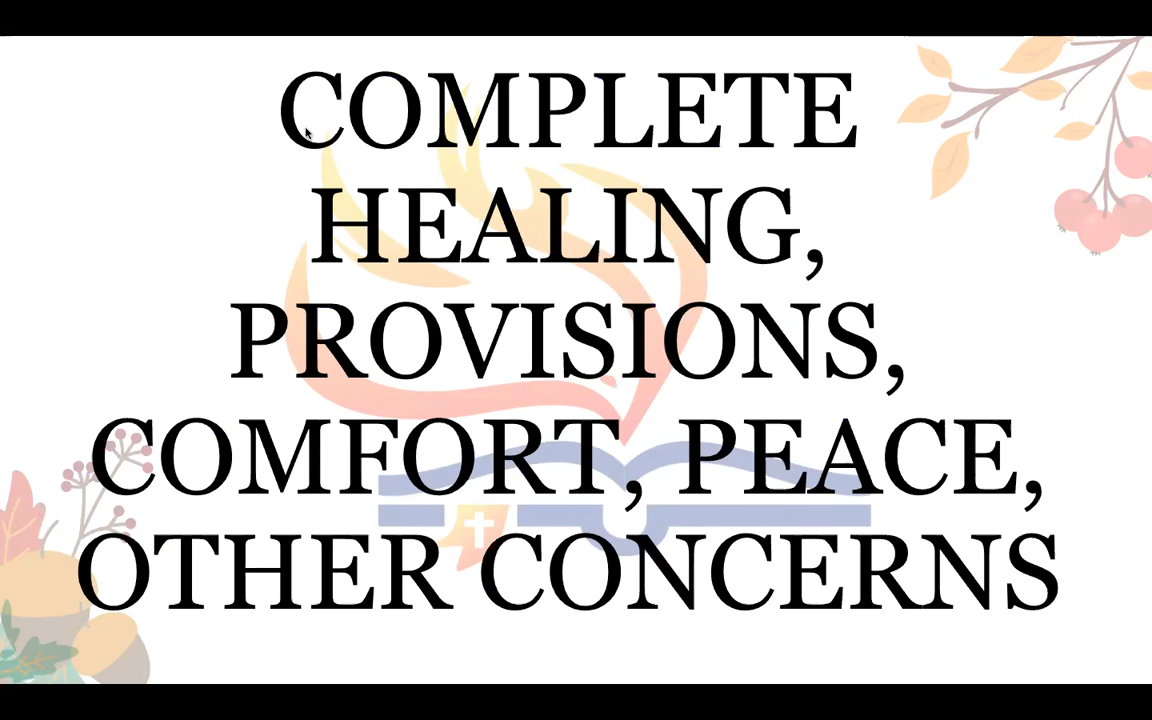 COMPLETE
HEALING,
PROVISIONS,
COMFORT, PEACE,
OTHER CONCERNS